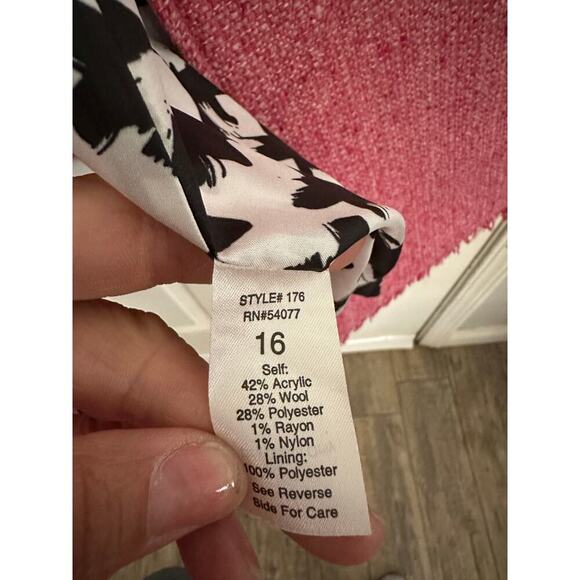 STYLE# 176
RN#54077
16
Self:
42% Acrylic
28% Wool
28% Polyester
1% Rayon
1% Nylon
Lining:
100% Polyester
See Reverse
Side For Care